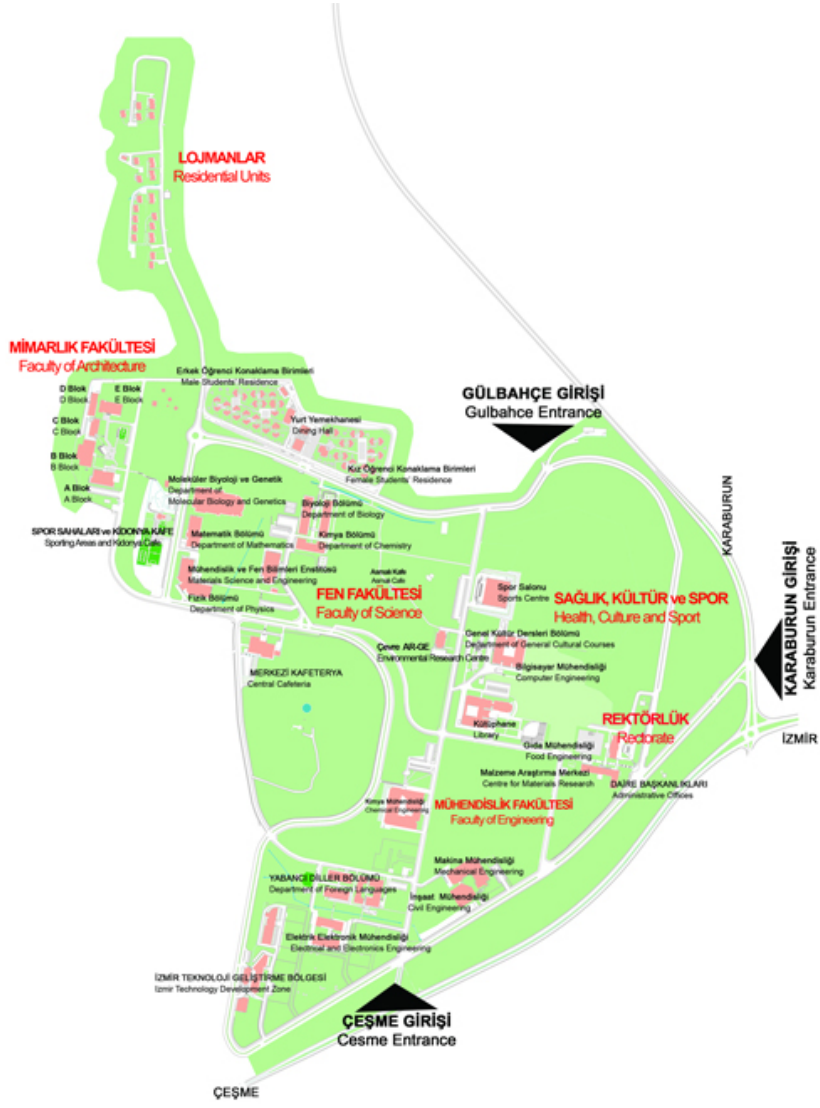 LOJMANLAR
Residential Units
MİMARLIK FAKÜLTESİ
Faculty of Architecture
Erkek Öğrenci Konaklama Birimleri
Male Students' Residence
D Blok
D Block
E Blok
E Block
GÜLBAHÇE GİRİŞİ
Gulbahce Entrance
C Blok
C Block
Yurt Yemekhanesi
Dining Hall
B Blok
B Block
Kız Öğrenci Konaklama Birimleri
Female Students' Residence
Moleküler Biyoloji ve Genetik
Department of
Molecular Biology and Genetics
A Blok
A Block
Biyoloji Bölümü
Department of Biology
KARABURUN
SPOR SAHALARI ve KİDONYA KAFE
Sporting Areas and Kidonya Cafe
Matematik Bölümü
Department of Mathematics
Kimya Bölümü
Department of Chemistry
Mühendislik ve Fen Bilimleri Enstitüsü
Materials Science and Engineering
Asmalı Kafe
Asmalı Cafe
FEN FAKÜLTESİ
Faculty of Science
Spor Salonu
Sports Centre
SAĞLIK, KÜLTÜR ve SPOR
Health, Culture and Sport
Fizik Bölümü
Department of Physics
KARABURUN GİRİŞİ
Karaburun Entrance
Genel Kültür Dersleri Bölümü
Department of General Cultural Courses
Çevre AR-GE
Environmental Research Centre
MERKEZİ KAFETERYA
Central Cafeteria
Bilgisayar Mühendisliği
Computer Engineering
REKTÖRLÜK
Rectorate
Kütüphane
Library
İZMİR
Gıda Mühendisliği
Food Engineering
Malzeme Araştırma Merkezi
Centre for Materials Research
DAİRE BAŞKANLIKLARI
Administrative Offices
Kimya Mühendisliği
Chemical Engineering
MÜHENDİSLİK FAKÜLTESİ
Faculty of Engineering
Makina Mühendisliği
Mechanical Engineering
YABANCI DİLLER BÖLÜMÜ
Department of Foreign Languages
İnşaat Mühendisliği
Civil Engineering
Elektrik Elektronik Mühendisliği
Electrical and Electronics Engineering
İZMİR TEKNOLOJİ GELİŞTİRME BÖLGESİ
Izmir Technology Development Zone
ÇEŞME GİRİŞİ
Cesme Entrance
ÇEŞME